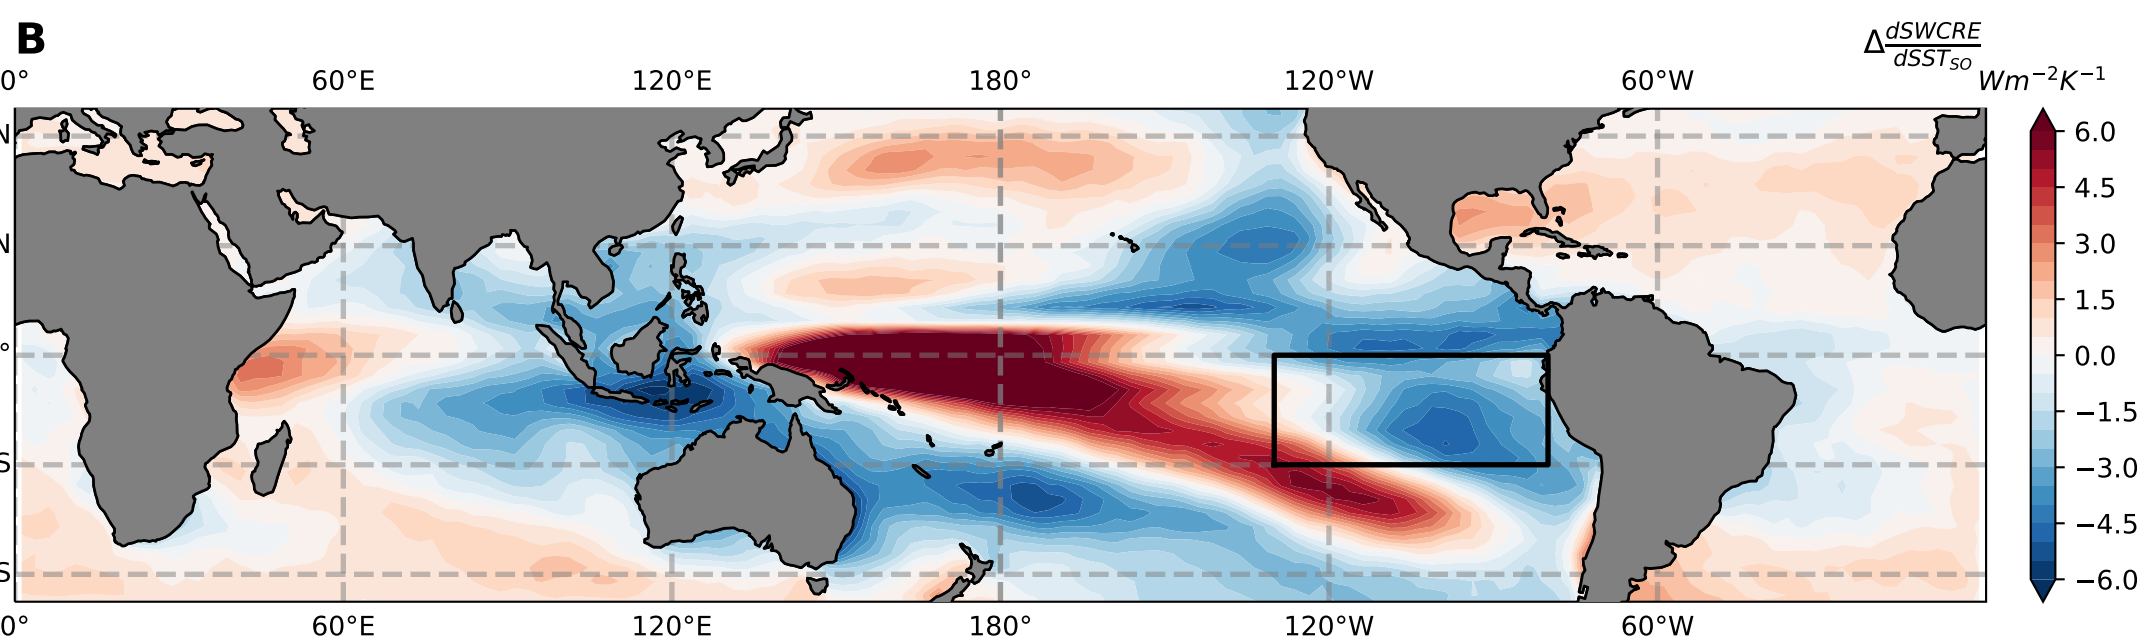 B
Δ dSWCRE
dSST_SO
Wm⁻²K⁻¹
0° 60°E 120°E 180° 120°W 60°W
N
N
°
S
S
0° 60°E 120°E 180° 120°W 60°W
6.0
4.5
3.0
1.5
0.0
−1.5
−3.0
−4.5
−6.0